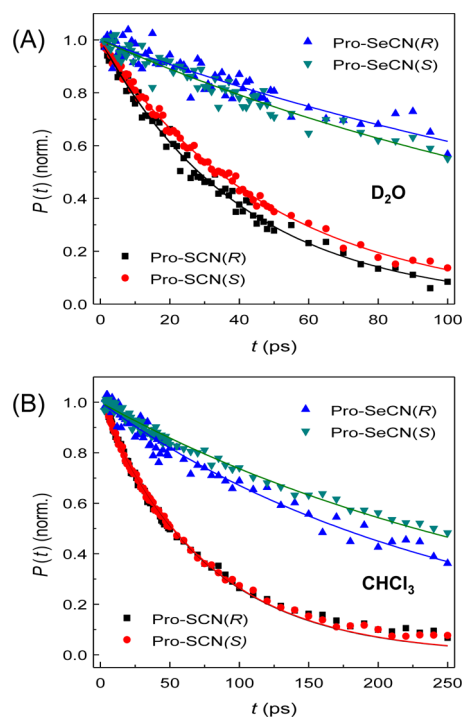 (A)
Pro-SeCN(R)
Pro-SeCN(S)
D₂O
Pro-SCN(R)
Pro-SCN(S)
P (t) (norm.)
1.0
0.8
0.6
0.4
0.2
0.0
0 20 40 60 80 100
t (ps)
(B)
Pro-SeCN(R)
Pro-SeCN(S)
CHCl₃
Pro-SCN(R)
Pro-SCN(S)
P (t) (norm.)
1.0
0.8
0.6
0.4
0.2
0.0
0 50 100 150 200 250
t (ps)